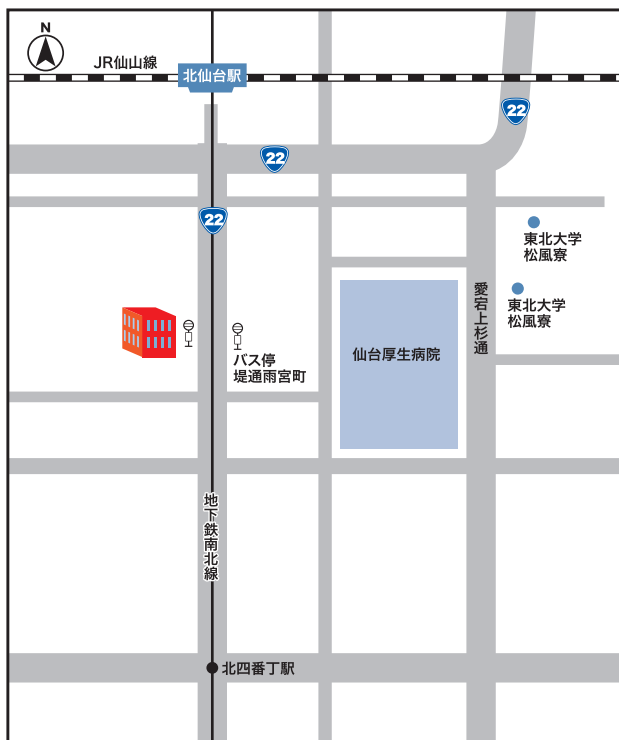 N
JR仙山線
北仙台駅
22
22
22
東北大学
松風寮
東北大学
松風寮
愛宕上杉通
仙台厚生病院
バス停
堤通雨宮町
地下鉄南北線
北四番丁駅